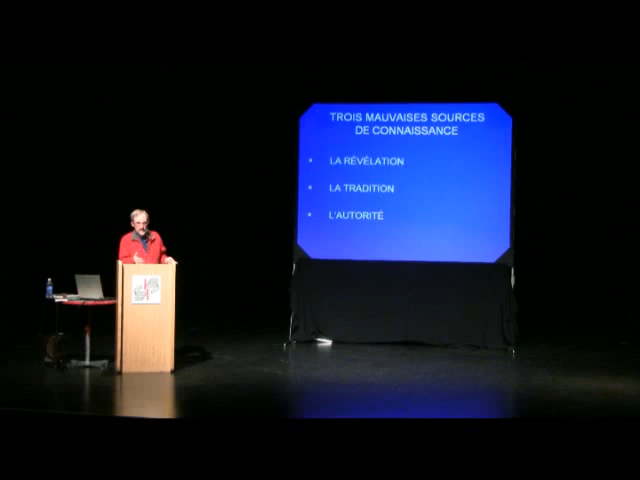 TROIS MAUVAISES SOURCES
DE CONNAISSANCE
• LA RÉVÉLATION
• LA TRADITION
• L'AUTORITÉ